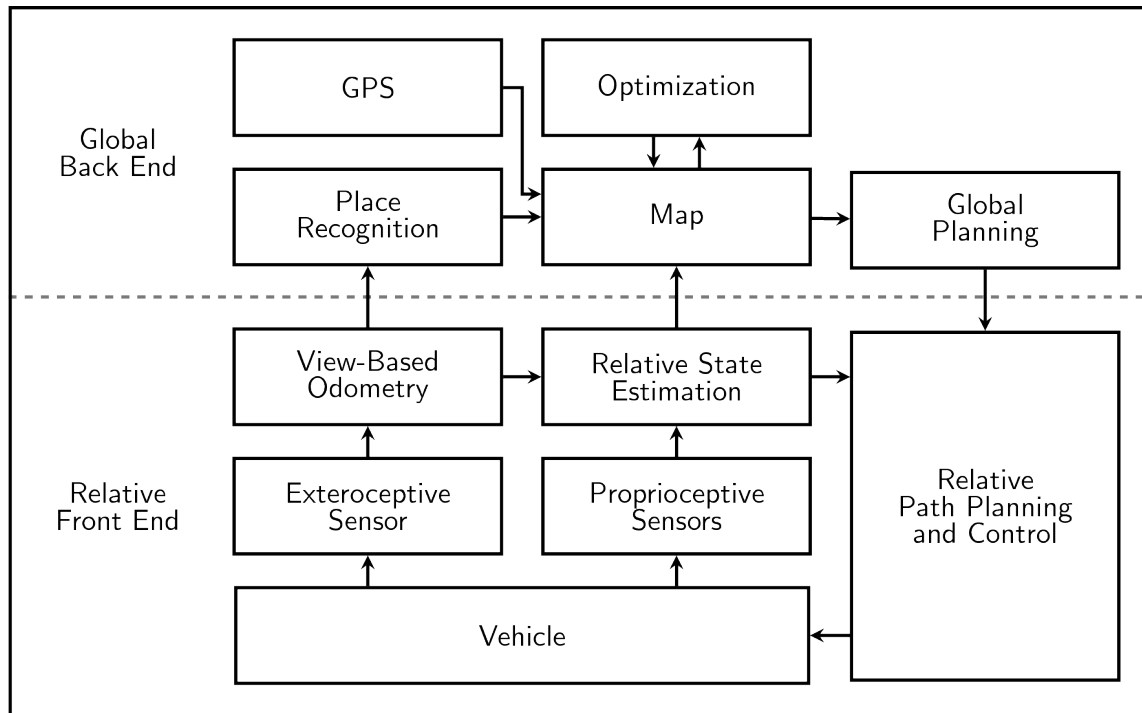 GPS
Optimization
Global
Back End
Place
Recognition
Map
Global
Planning
View-Based
Odometry
Relative State
Estimation
Relative
Front End
Exteroceptive
Sensor
Proprioceptive
Sensors
Relative
Path Planning
and Control
Vehicle